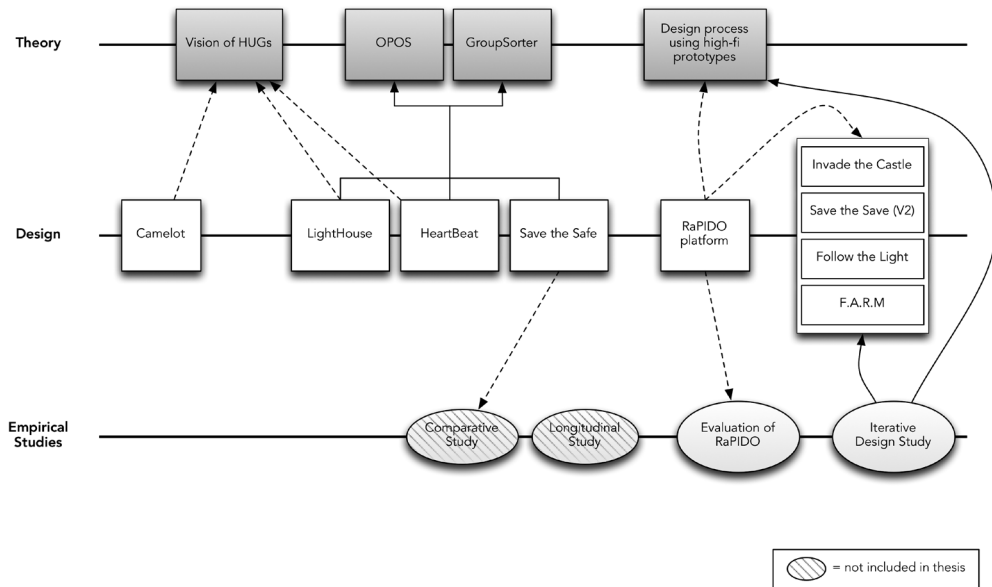 Theory
Vision of HUGs
OPOS
GroupSorter
Design process
using high-fi
prototypes
Design
Camelot
LightHouse
HeartBeat
Save the Safe
RaPIDO
platform
Invade the Castle
Save the Save (V2)
Follow the Light
F.A.R.M
Empirical
Studies
Comparative
Study
Longitudinal
Study
Evaluation of
RaPIDO
Iterative
Design Study
= not included in thesis